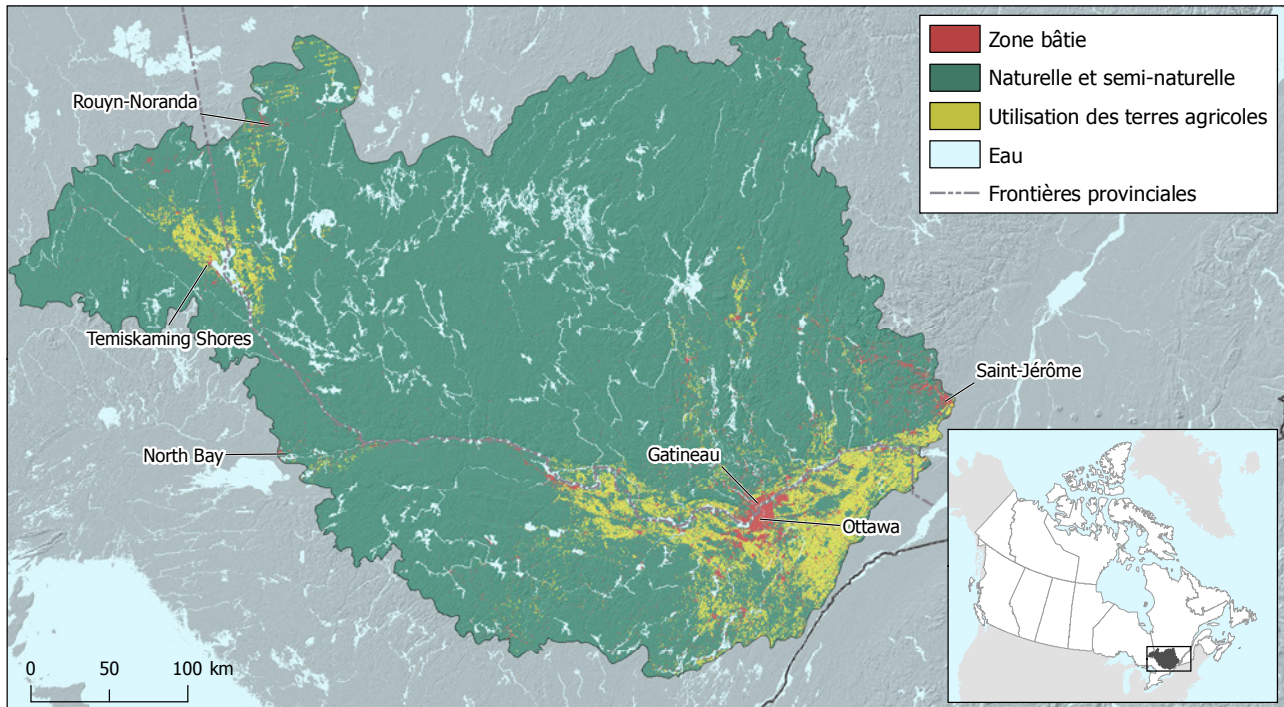 Zone bâtie
Naturelle et semi-naturelle
Utilisation des terres agricoles
Eau
Frontières provinciales
Rouyn-Noranda
Temiskaming Shores
Saint-Jérôme
North Bay
Gatineau
Ottawa
0 50 100 km